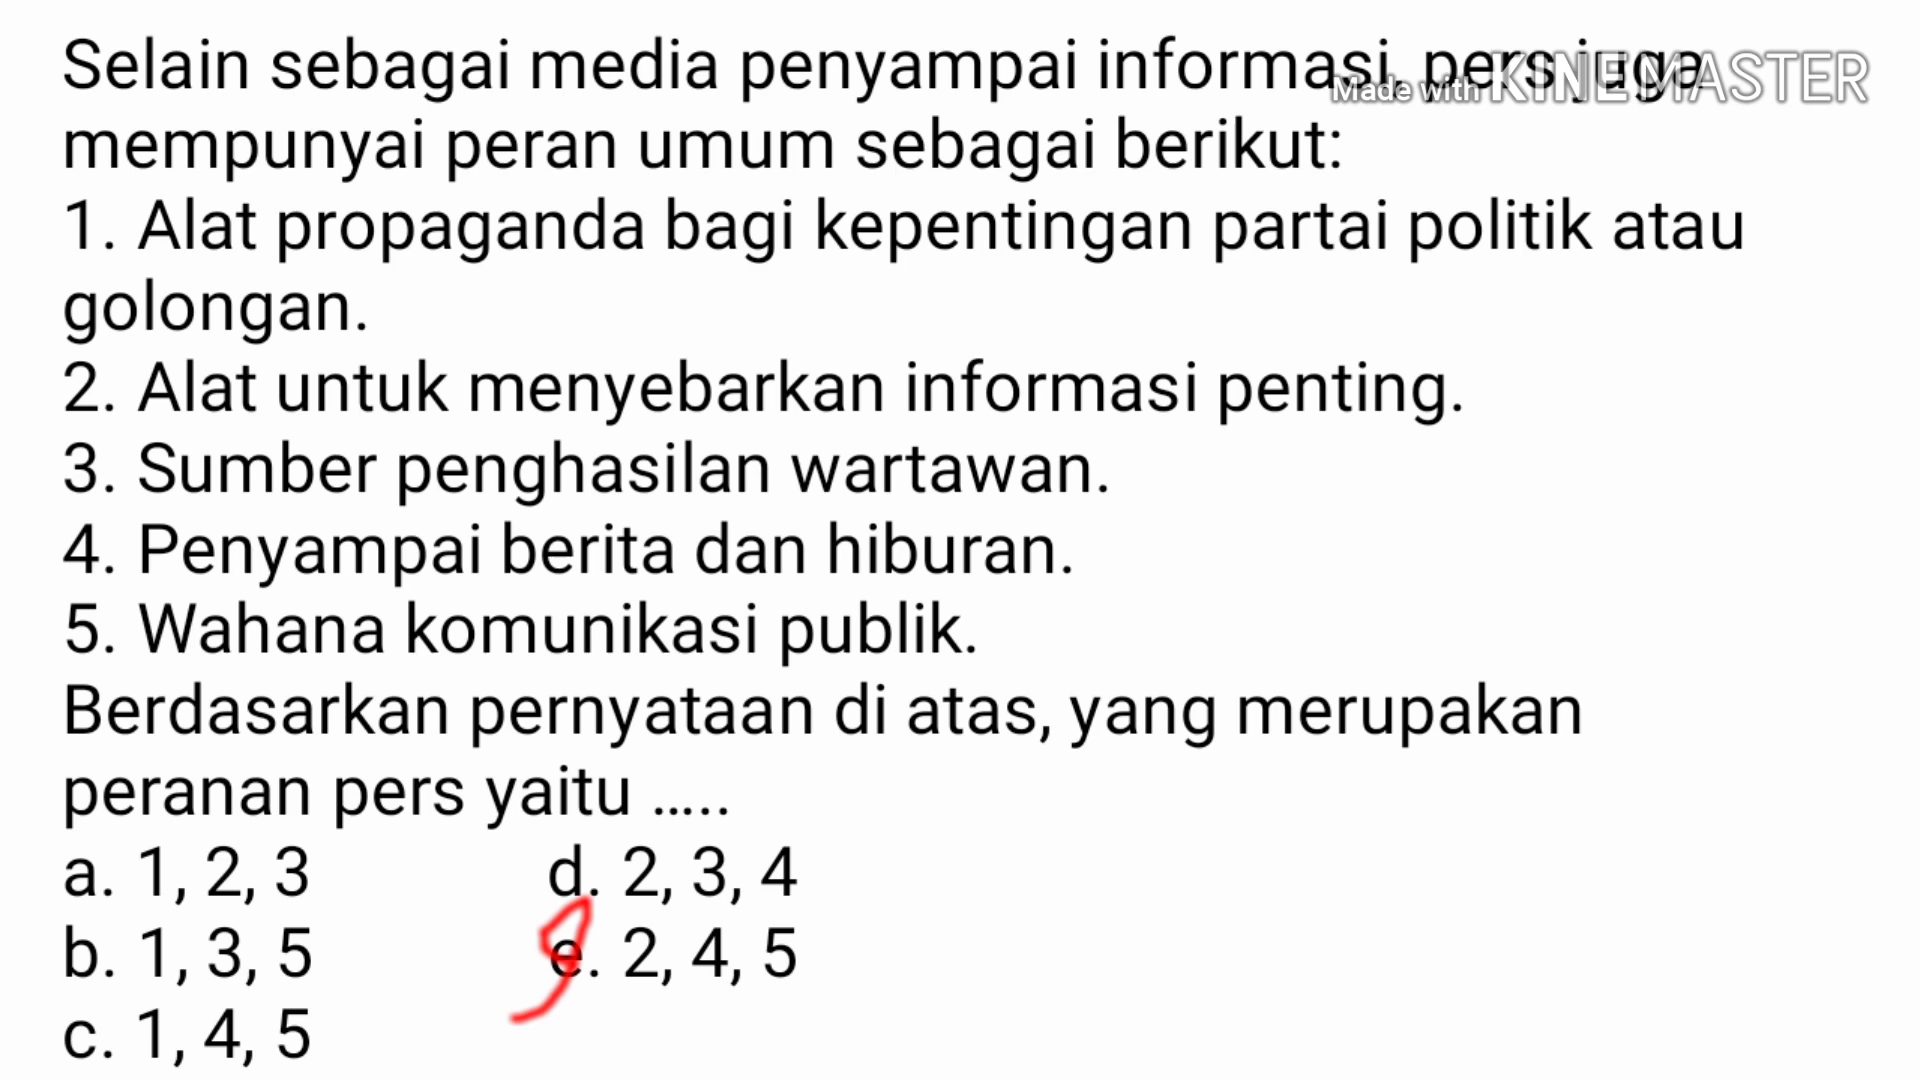 Selain sebagai media penyampai informasi, pers juga
Made with KINEMASTER
mempunyai peran umum sebagai berikut:
1. Alat propaganda bagi kepentingan partai politik atau
golongan.
2. Alat untuk menyebarkan informasi penting.
3. Sumber penghasilan wartawan.
4. Penyampai berita dan hiburan.
5. Wahana komunikasi publik.
Berdasarkan pernyataan di atas, yang merupakan
peranan pers yaitu .....
a. 1, 2, 3 d. 2, 3, 4
b. 1, 3, 5 e. 2, 4, 5
c. 1, 4, 5